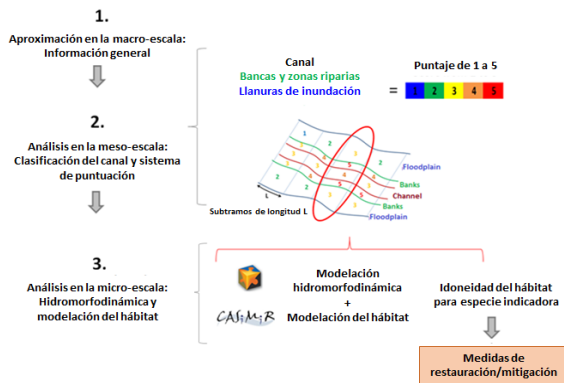 1.
Aproximación en la macro-escala:
Información general
2.
Análisis en la meso-escala:
Clasificación del canal y sistema
de puntuación
3.
Análisis en la micro-escala:
Hidromorfodinámica y
modelación del hábitat
Canal
Bancas y zonas riparias
Llanuras de inundación
=
Puntaje de 1 a 5
1 2 3 4 5
Floodplain
Banks
Channel
Banks
Floodplain
L
Subtramos de longitud L
CASiMiR
Modelación
hidromorfodinámica
+
Modelación del hábitat
Idoneidad del hábitat
para especie indicadora
Medidas de
restauración/mitigación